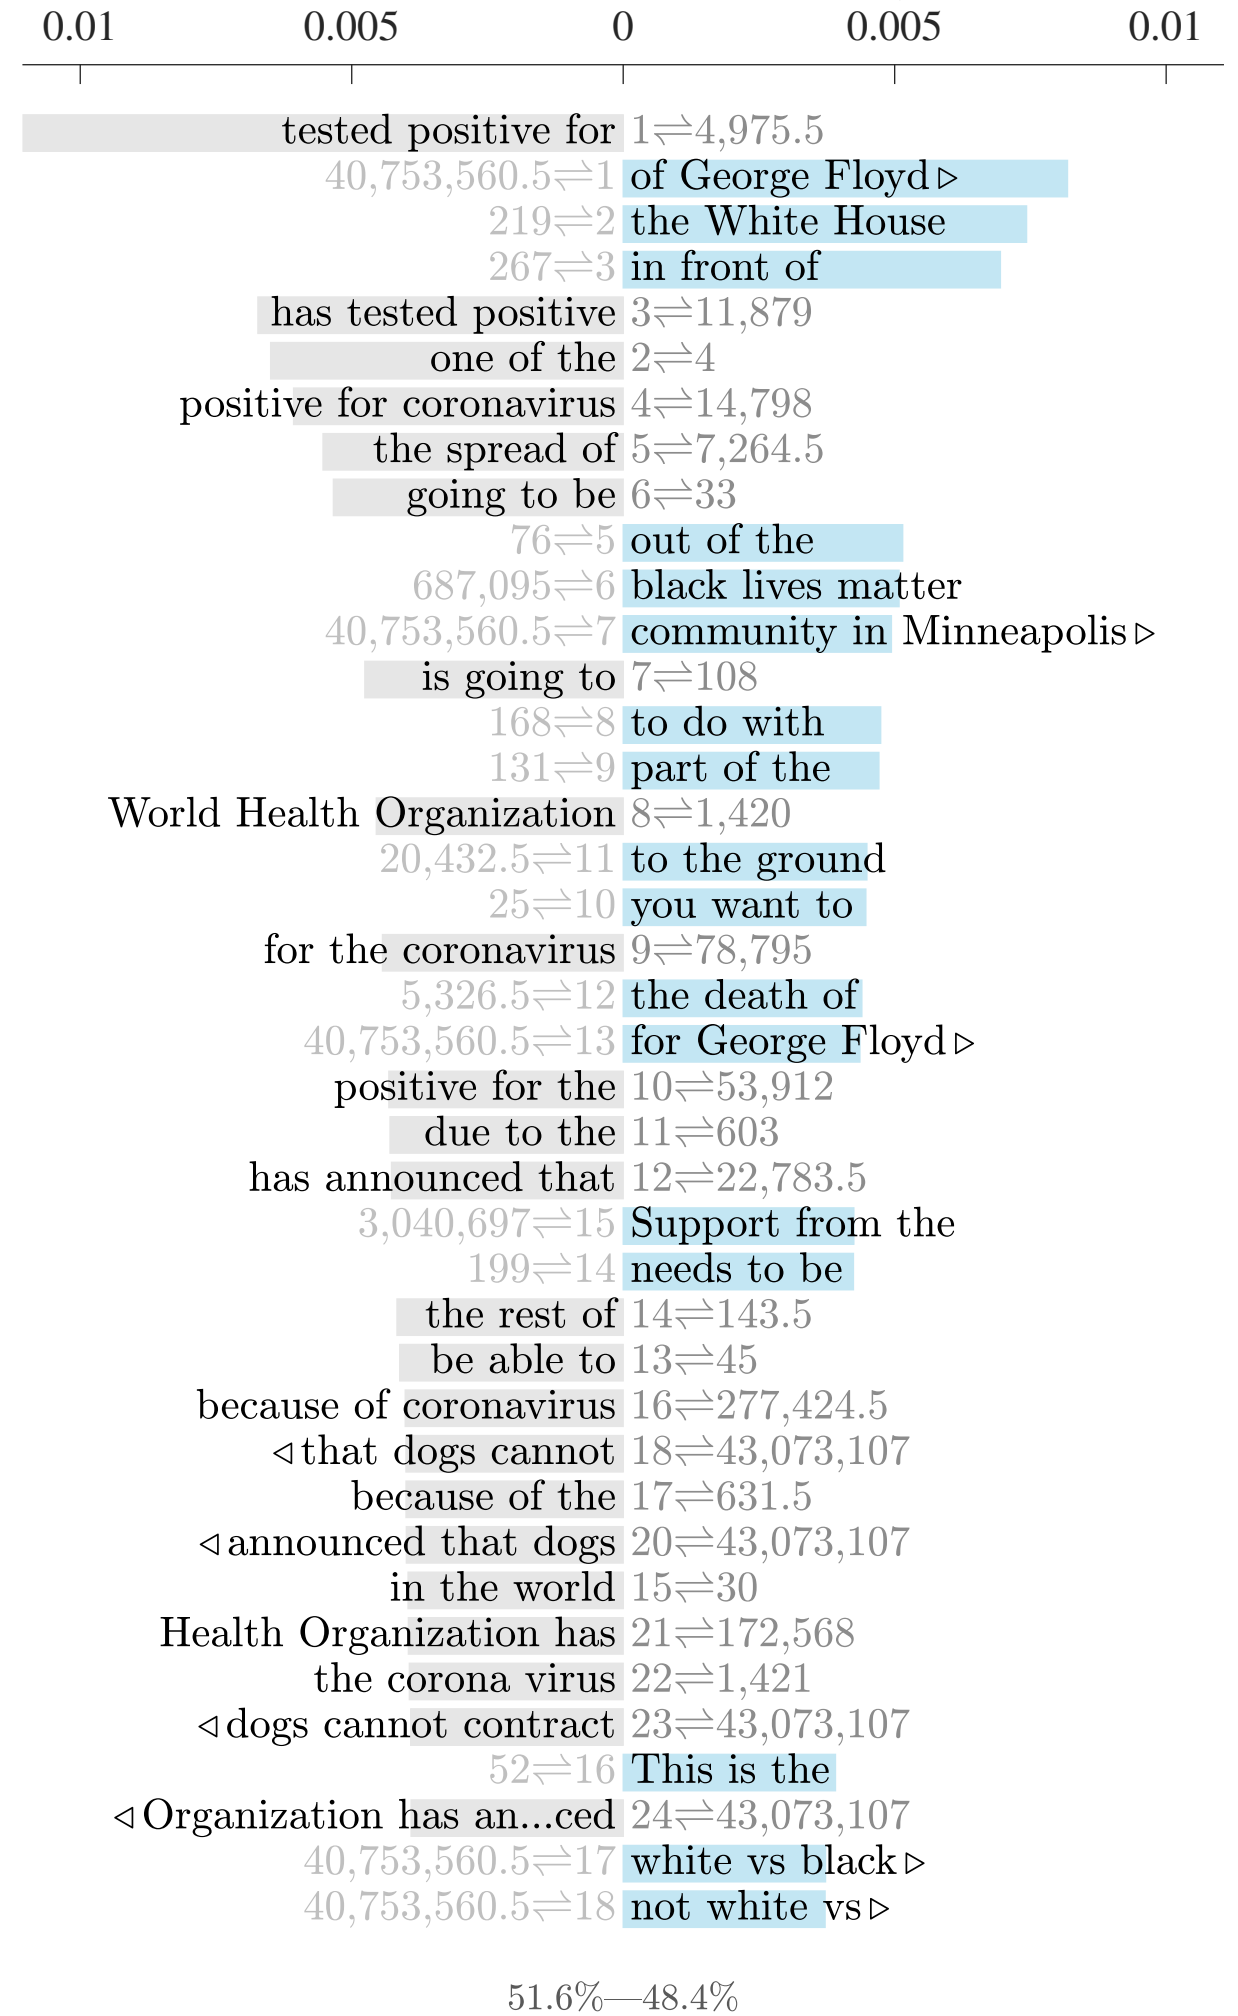 0.01 0.005 0 0.005 0.01
tested positive for 1⇌4,975.5
40,753,560.5⇌1 of George Floyd▷
219⇌2 the White House
267⇌3 in front of
has tested positive 3⇌11,879
one of the 2⇌4
positive for coronavirus 4⇌14,798
the spread of 5⇌7,264.5
going to be 6⇌33
76⇌5 out of the
687,095⇌6 black lives matter
40,753,560.5⇌7 community in Minneapolis▷
is going to 7⇌108
168⇌8 to do with
131⇌9 part of the
World Health Organization 8⇌1,420
20,432.5⇌11 to the ground
25⇌10 you want to
for the coronavirus 9⇌78,795
5,326.5⇌12 the death of
40,753,560.5⇌13 for George Floyd▷
positive for the 10⇌53,912
due to the 11⇌603
has announced that 12⇌22,783.5
3,040,697⇌15 Support from the
199⇌14 needs to be
the rest of 14⇌143.5
be able to 13⇌45
because of coronavirus 16⇌277,424.5
◁that dogs cannot 18⇌43,073,107
because of the 17⇌631.5
◁announced that dogs 20⇌43,073,107
in the world 15⇌30
Health Organization has 21⇌172,568
the corona virus 22⇌1,421
◁dogs cannot contract 23⇌43,073,107
52⇌16 This is the
◁Organization has an...ced 24⇌43,073,107
40,753,560.5⇌17 white vs black▷
40,753,560.5⇌18 not white vs▷
51.6%—48.4%